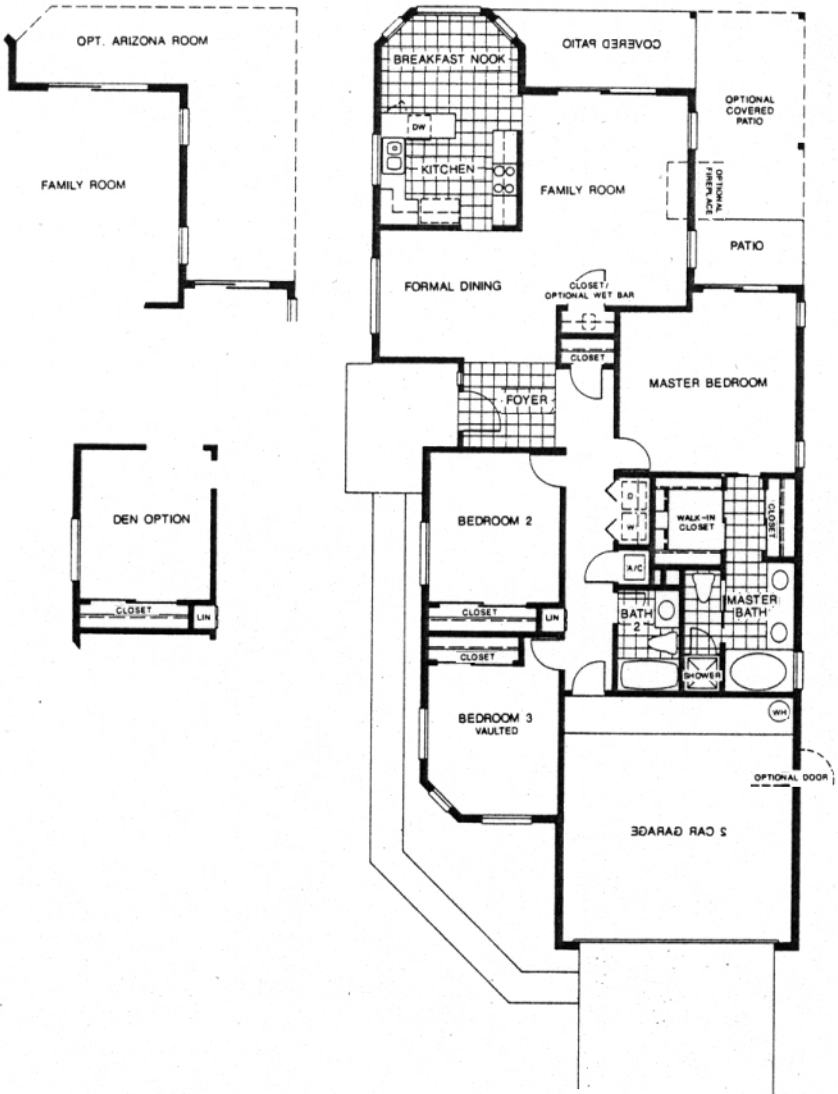 OPT. ARIZONA ROOM
FAMILY ROOM
DEN OPTION
CLOSET
LIN
BREAKFAST NOOK
COVERED PATIO
OPTIONAL
COVERED
PATIO
DW
KITCHEN
FAMILY ROOM
OPTIONAL
FIREPLACE
PATIO
FORMAL DINING
CLOSET/
OPTIONAL WET BAR
CLOSET
FOYER
MASTER BEDROOM
BEDROOM 2
D
W
WALK-IN
CLOSET
CLOSET
A/C
CLOSET
LIN
BATH
2
MASTER
BATH
CLOSET
SHOWER
BEDROOM 3
VAULTED
WH
OPTIONAL DOOR
2 CAR GARAGE